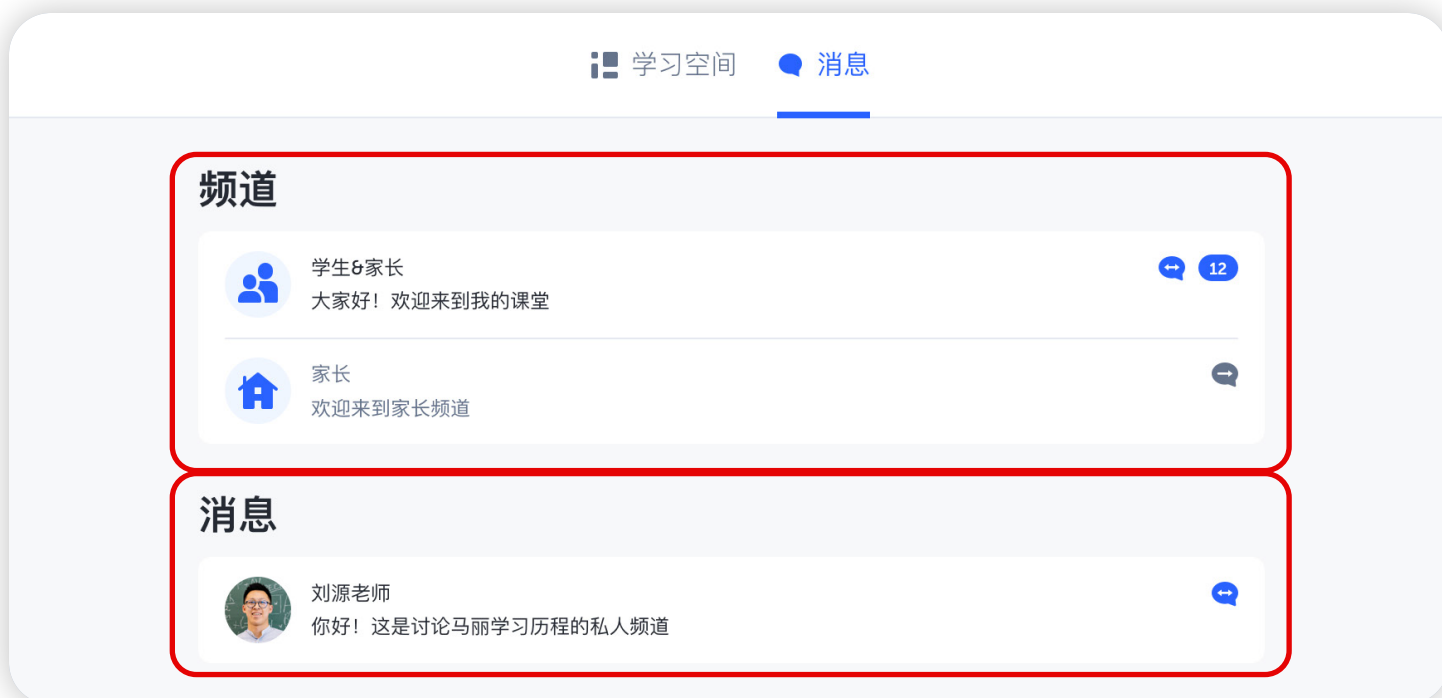 学习空间 消息
频道
学生&家长 12
大家好！欢迎来到我的课堂
家长
欢迎来到家长频道
消息
刘源老师
你好！这是讨论马丽学习历程的私人频道